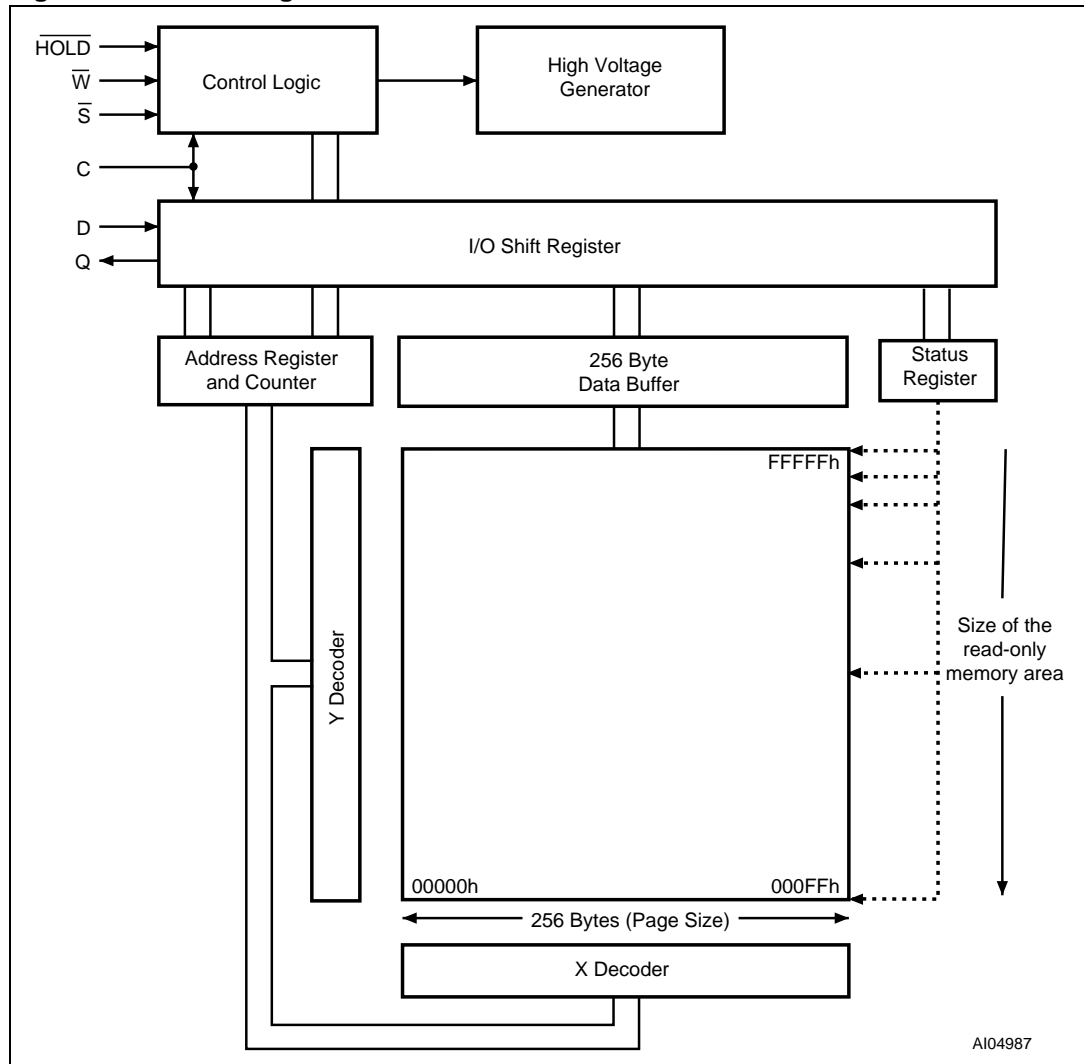 HOLD
W
S
C
D
Q
Control Logic
High Voltage
Generator
I/O Shift Register
Address Register
and Counter
256 Byte
Data Buffer
Status
Register
FFFFFh
Y Decoder
Size of the
read-only
memory area
00000h
000FFh
256 Bytes (Page Size)
X Decoder
AI04987